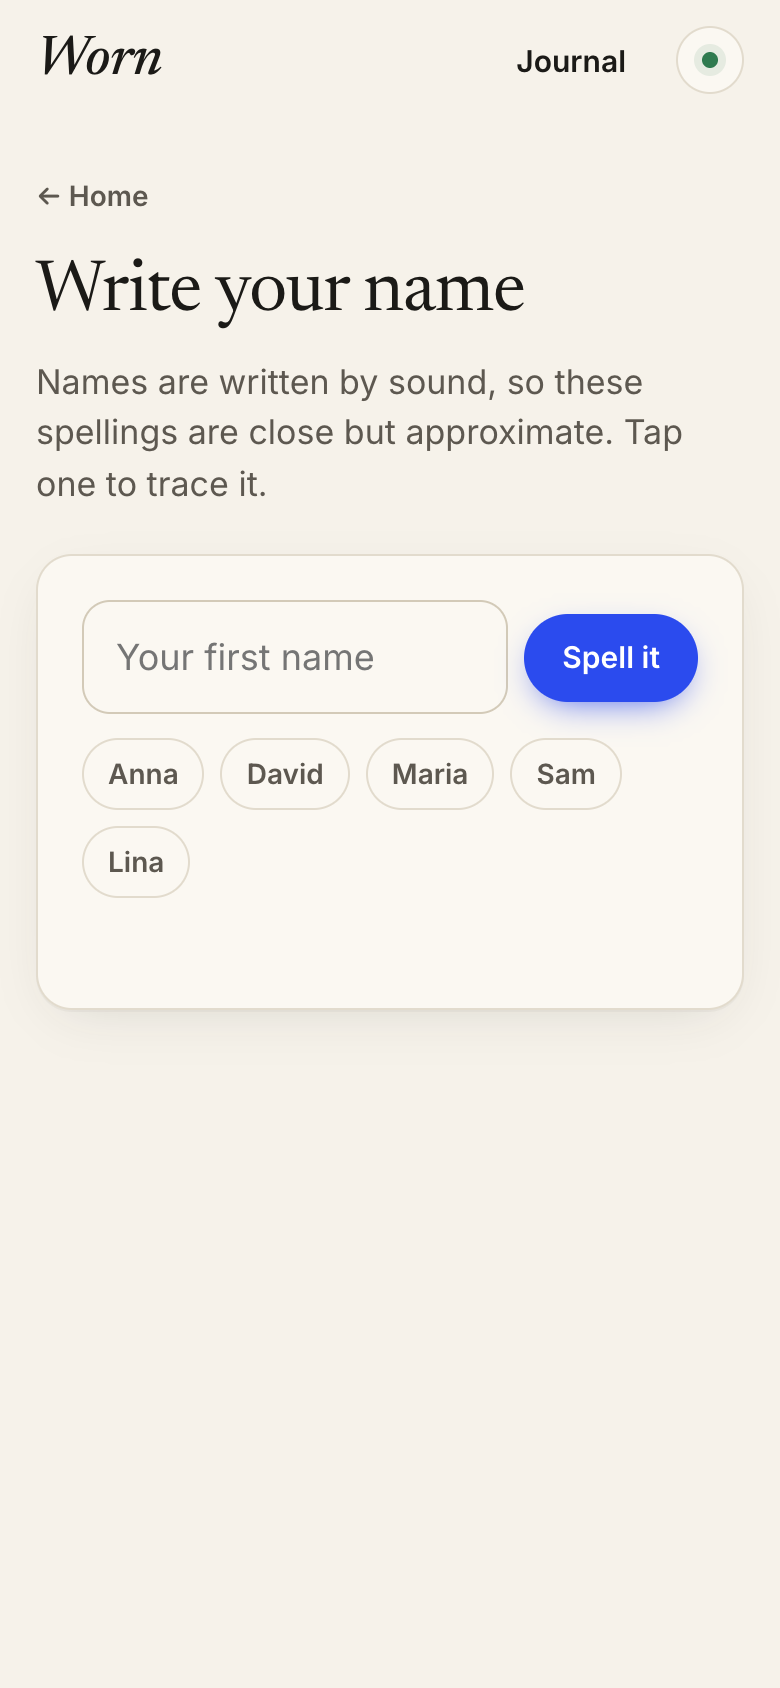 Worn
Journal
← Home
Write your name
Names are written by sound, so these
spellings are close but approximate. Tap
one to trace it.
Your first name
Spell it
Anna
David
Maria
Sam
Lina